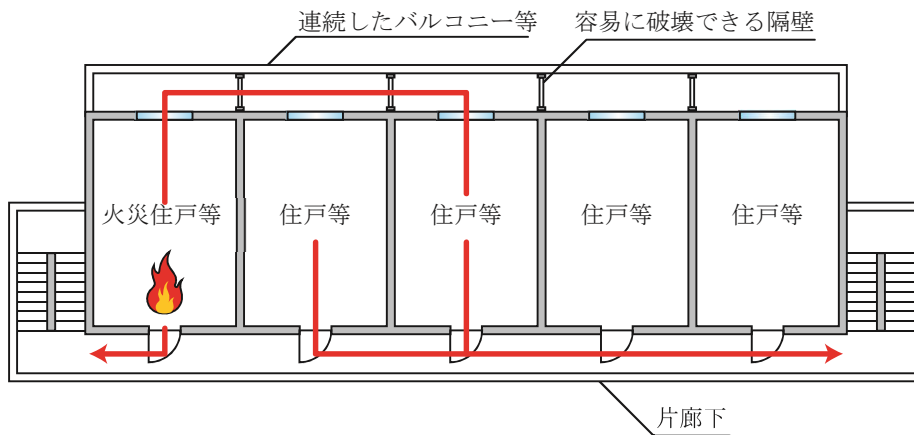 連続したバルコニー等
容易に破壊できる隔壁
火災住戸等
住戸等
住戸等
住戸等
住戸等
片廊下